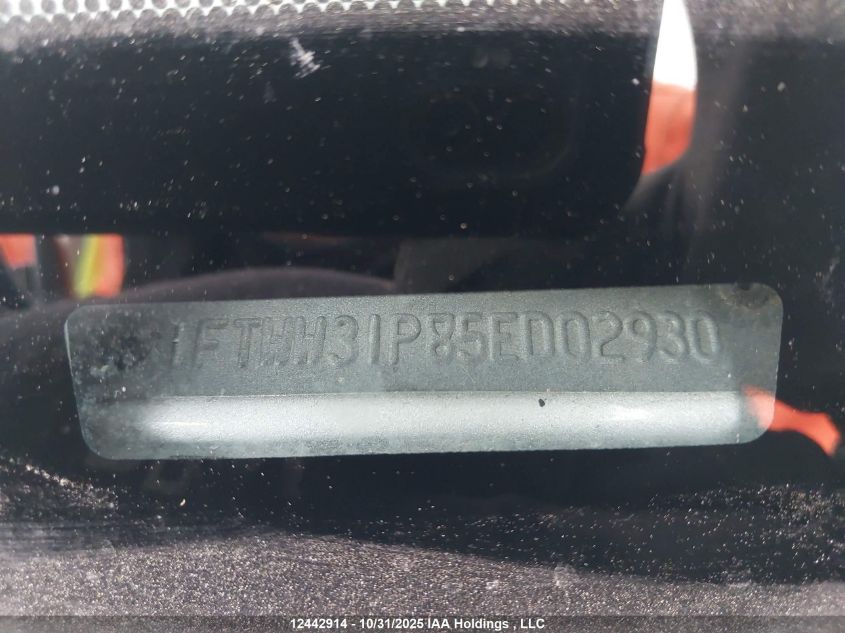 1FTWW31P85ED02930
12442914 - 10/31/2025 IAA Holdings , LLC